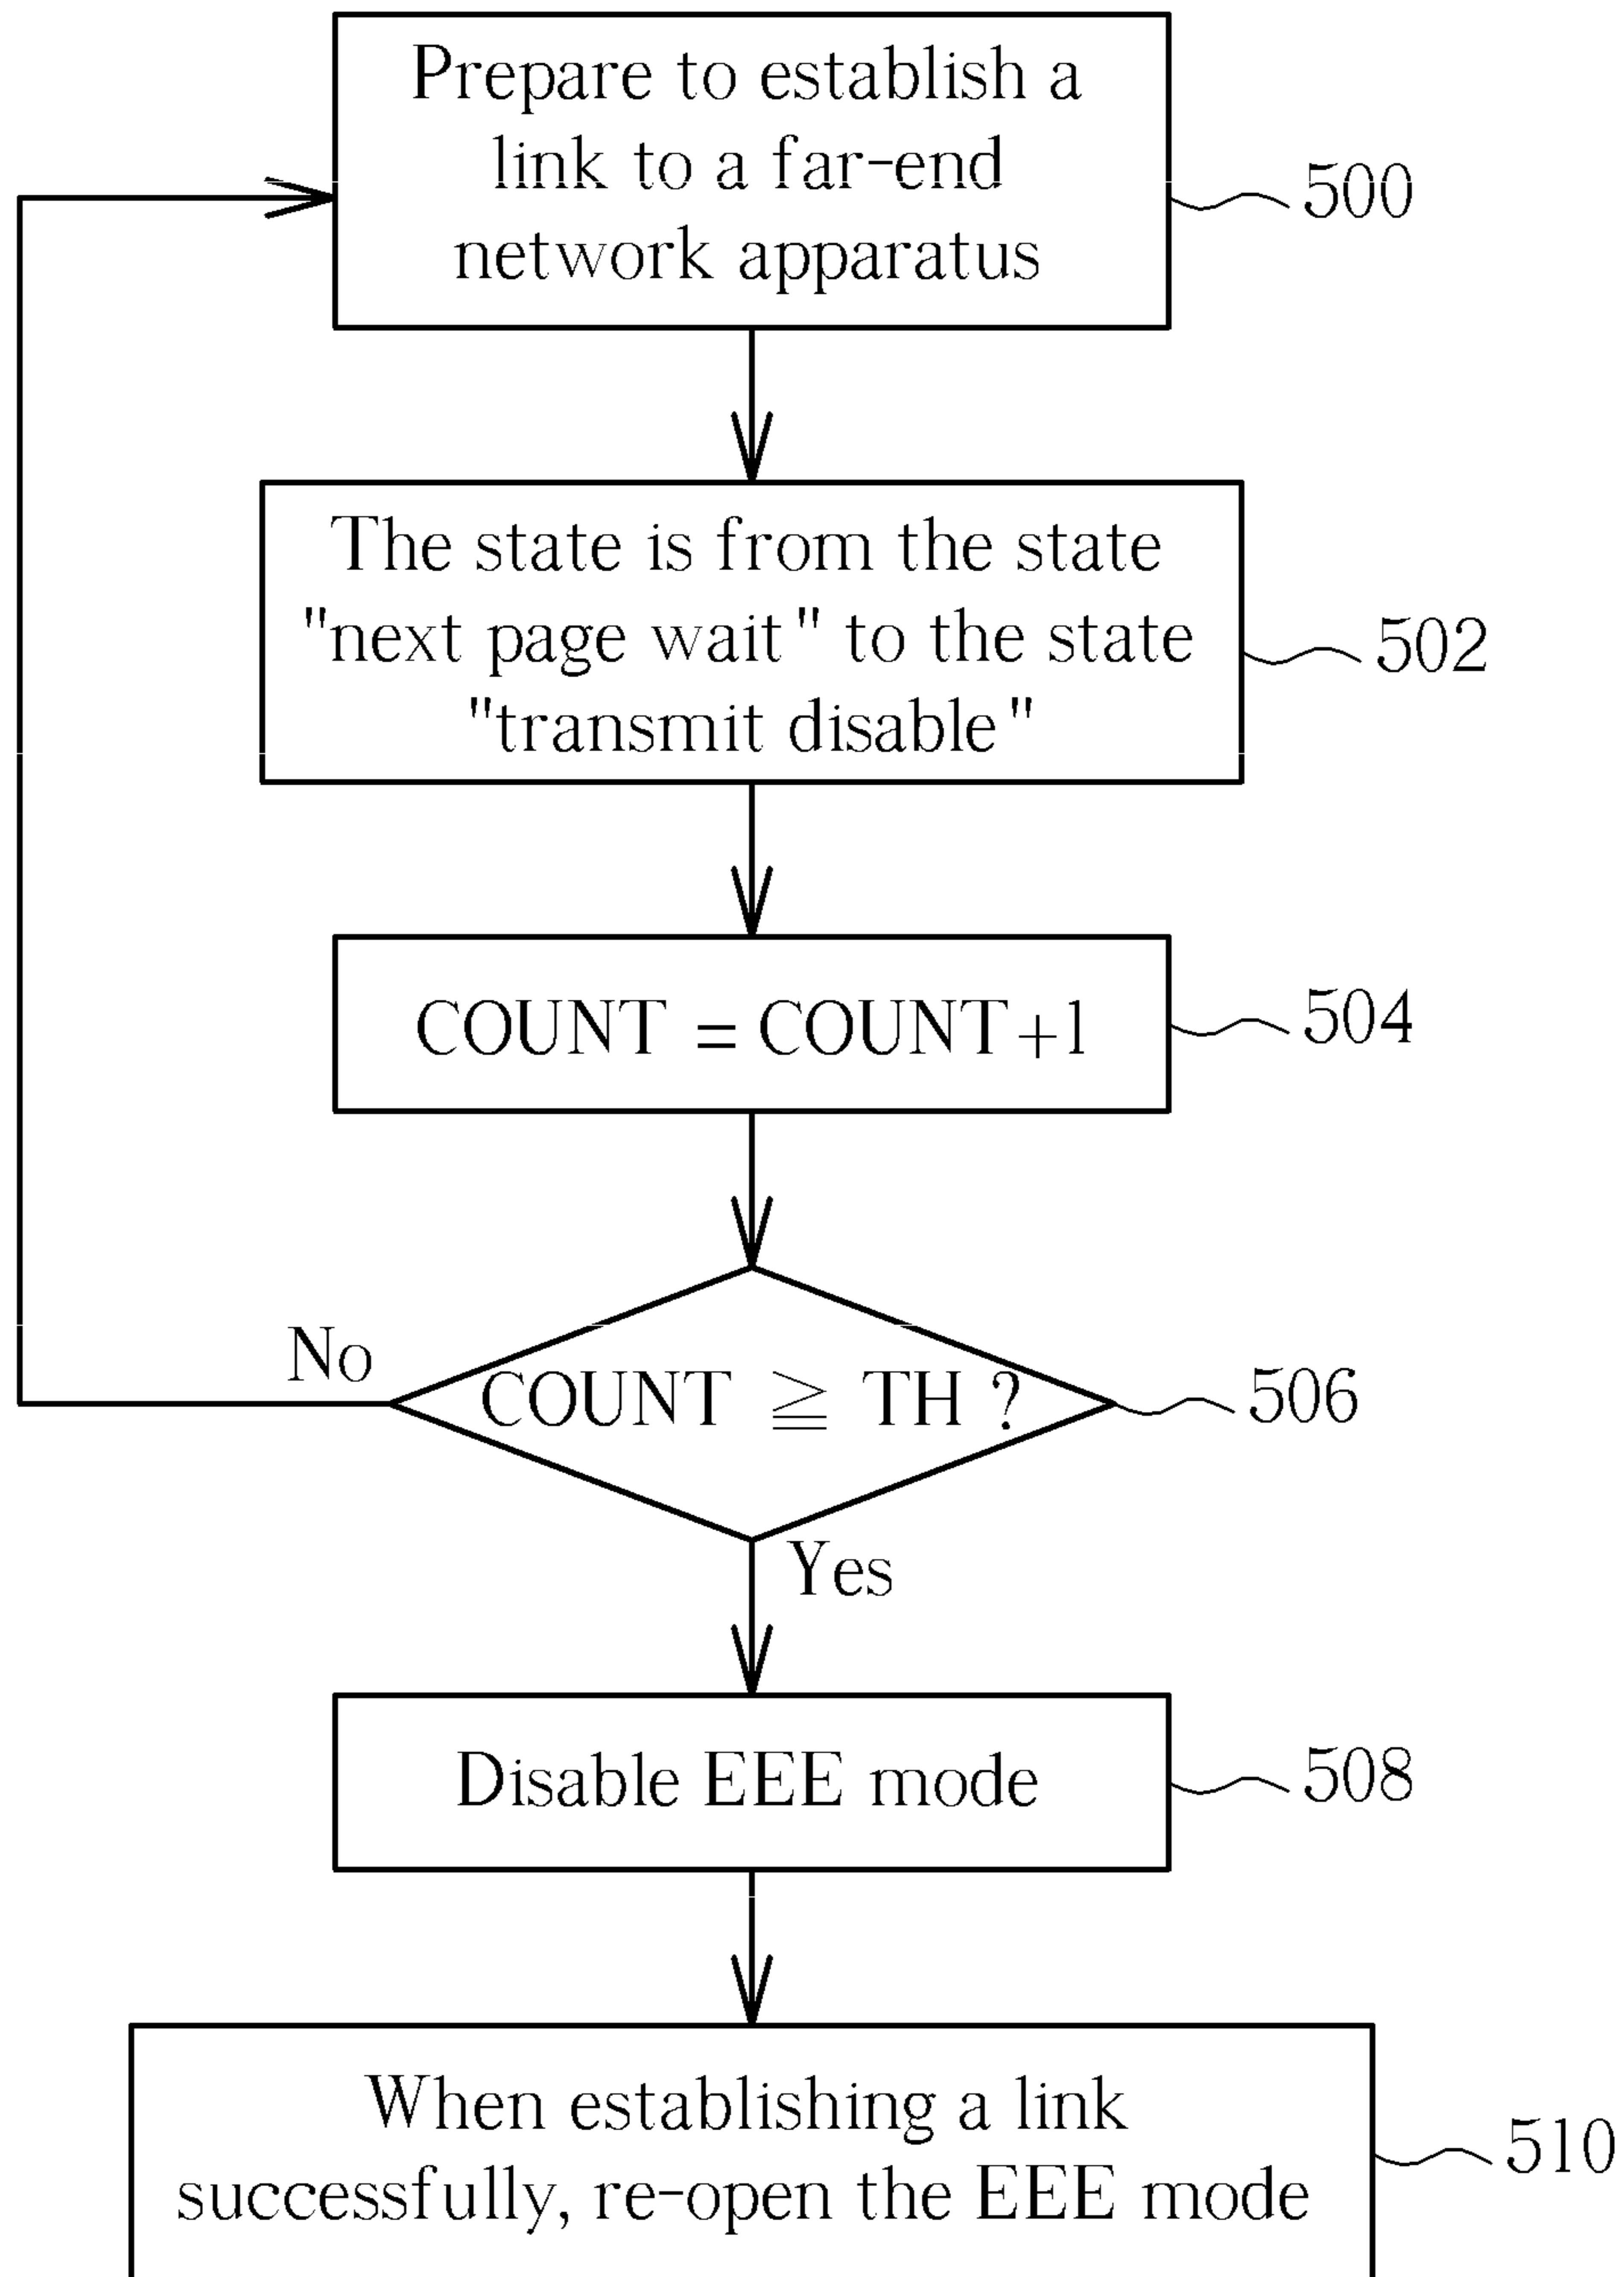 Prepare to establish a
link to a far-end
network apparatus
500
The state is from the state
"next page wait" to the state
"transmit disable"
502
COUNT = COUNT+1
504
COUNT ≧ TH ?
506
No
Yes
Disable EEE mode
508
When establishing a link
successfully, re-open the EEE mode
510